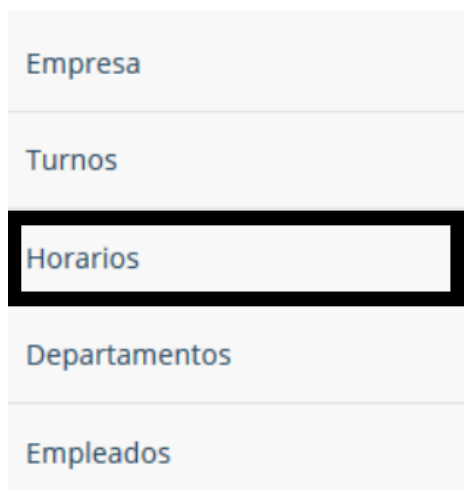 Empresa
Turnos
Horarios
Departamentos
Empleados